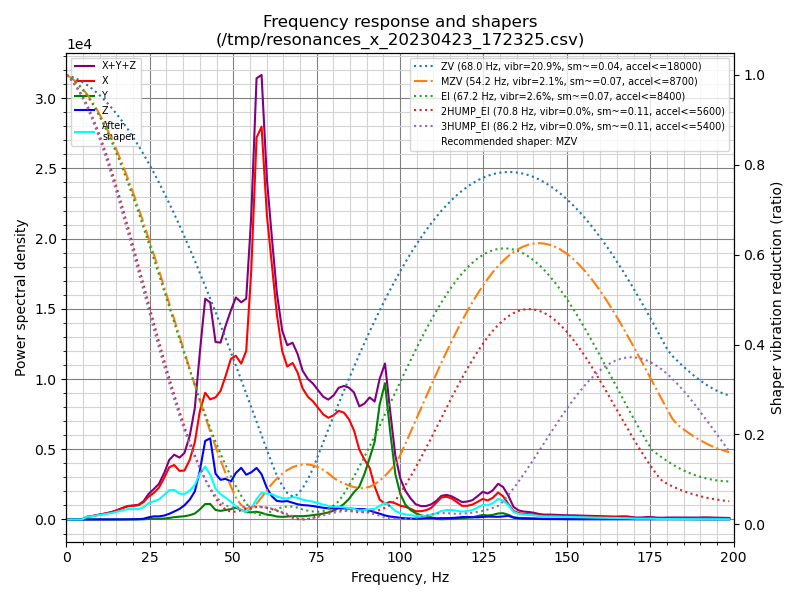 Frequency response and shapers
(/tmp/resonances_x_20230423_172325.csv)
1e4
X+Y+Z
X
Y
Z
After
shaper
ZV (68.0 Hz, vibr=20.9%, sm~=0.04, accel<=18000)
MZV (54.2 Hz, vibr=2.1%, sm~=0.07, accel<=8700)
EI (67.2 Hz, vibr=2.6%, sm~=0.07, accel<=8400)
2HUMP_EI (70.8 Hz, vibr=0.0%, sm~=0.11, accel<=5600)
3HUMP_EI (86.2 Hz, vibr=0.0%, sm~=0.11, accel<=5400)
Recommended shaper: MZV
Power spectral density
3.0
2.5
2.0
1.5
1.0
0.5
0.0
1.0
0.8
0.6
0.4
0.2
0.0
Shaper vibration reduction (ratio)
0 25 50 75 100 125 150 175 200
Frequency, Hz